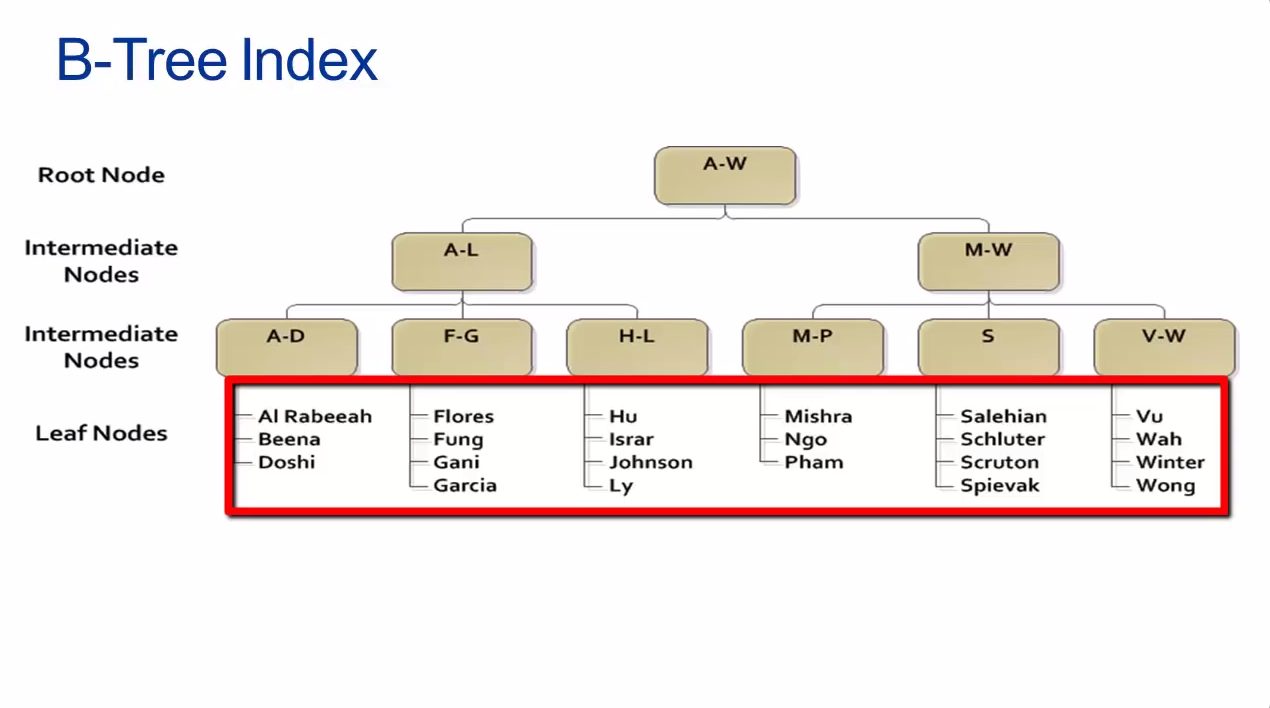 B-Tree Index
Root Node
A-W
Intermediate
Nodes
A-L
M-W
Intermediate
Nodes
A-D
F-G
H-L
M-P
S
V-W
Leaf Nodes
Al Rabeeah
Beena
Doshi
Flores
Fung
Gani
Garcia
Hu
Israr
Johnson
Ly
Mishra
Ngo
Pham
Salehian
Schluter
Scruton
Spievak
Vu
Wah
Winter
Wong